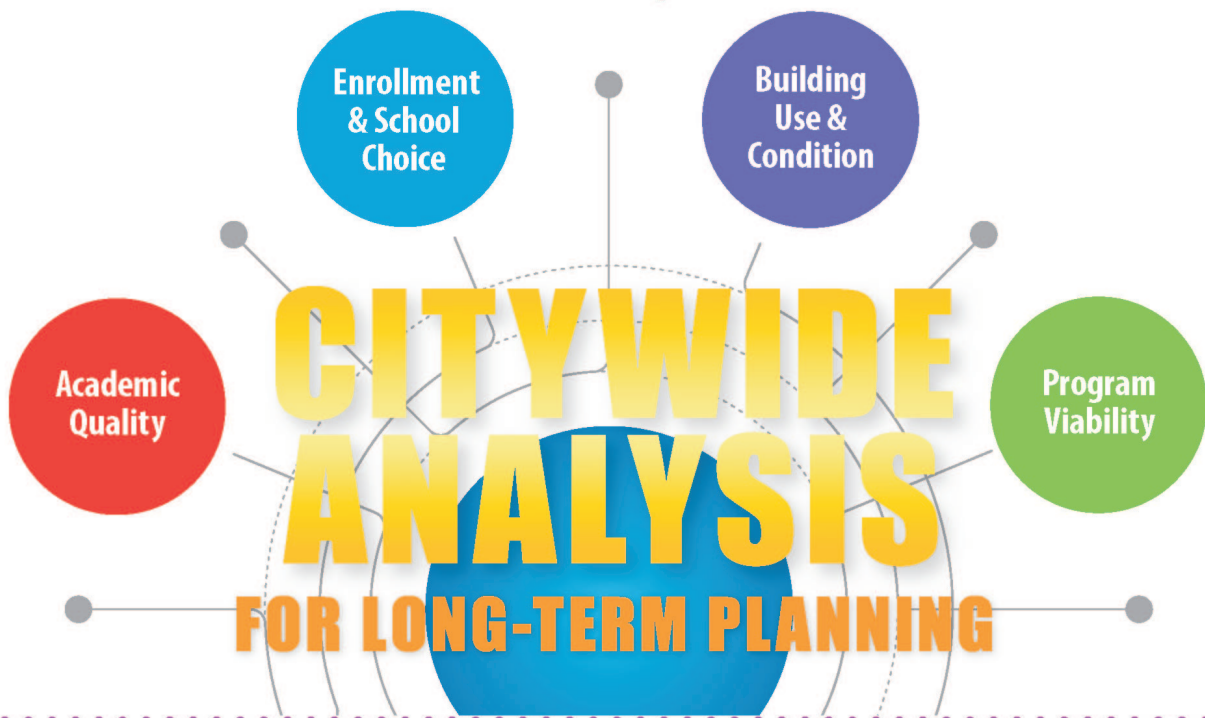 Enrollment
& School
Choice
Building
Use &
Condition
Academic
Quality
Program
Viability
CITYWIDE
ANALYSIS
FOR LONG-TERM PLANNING